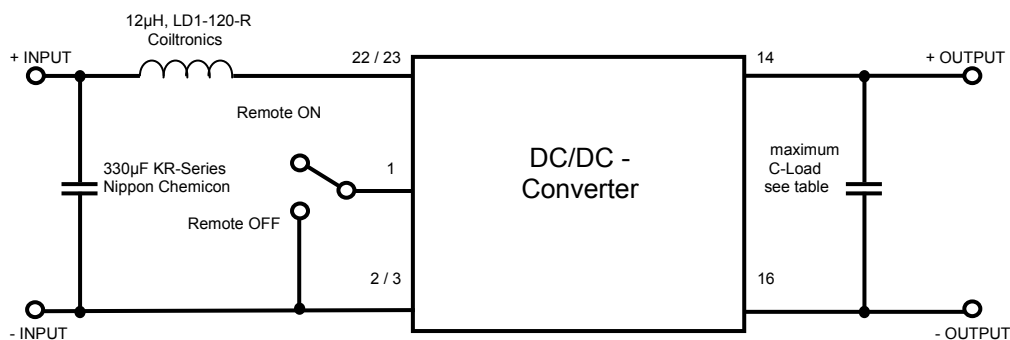 12µH, LD1-120-R
Coiltronics
+ INPUT
22 / 23
14
+ OUTPUT
Remote ON
330µF KR-Series
Nippon Chemicon
1
DC/DC -
Converter
maximum
C-Load
see table
Remote OFF
2 / 3
16
- INPUT
- OUTPUT